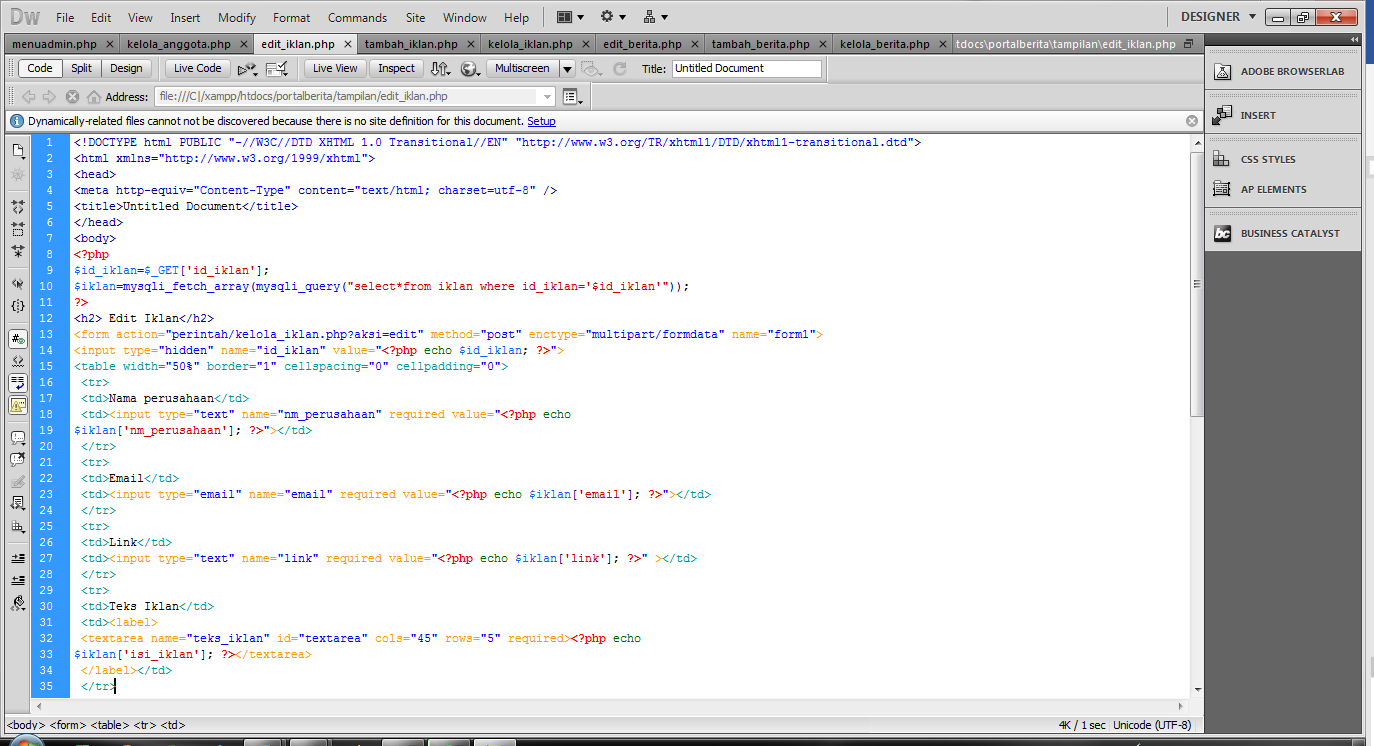 Dw File Edit View Insert Modify Format Commands Site Window Help DESIGNER
menuadmin.php × kelola_anggota.php × edit_iklan.php × tambah_iklan.php × kelola_iklan.php × edit_berita.php × tambah_berita.php × kelola_berita.php × tdocs\portalberita\tampilan\edit_iklan.php
Code Split Design Live Code Live View Inspect Multiscreen Title: Untitled Document
Address: file:///C|/xampp/htdocs/portalberita/tampilan/edit_iklan.php
Dynamically-related files cannot not be discovered because there is no site definition for this document. Setup
1 <!DOCTYPE html PUBLIC "-//W3C//DTD XHTML 1.0 Transitional//EN" "http://www.w3.org/TR/xhtml1/DTD/xhtml1-transitional.dtd">
2 <html xmlns="http://www.w3.org/1999/xhtml">
3 <head>
4 <meta http-equiv="Content-Type" content="text/html; charset=utf-8" />
5 <title>Untitled Document</title>
6 </head>
7 <body>
8 <?php
9 $id_iklan=$_GET['id_iklan'];
10 $iklan=mysqli_fetch_array(mysqli_query("select*from iklan where id_iklan='$id_iklan'"));
11 ?>
12 <h2> Edit Iklan</h2>
13 <form action="perintah/kelola_iklan.php?aksi=edit" method="post" enctype="multipart/formdata" name="form1">
14 <input type="hidden" name="id_iklan" value="<?php echo $id_iklan; ?>">
15 <table width="50%" border="1" cellspacing="0" cellpadding="0">
16 <tr>
17 <td>Nama perusahaan</td>
18 <td><input type="text" name="nm_perusahaan" required value="<?php echo
19 $iklan['nm_perusahaan']; ?>"></td>
20 </tr>
21 <tr>
22 <td>Email</td>
23 <td><input type="email" name="email" required value="<?php echo $iklan['email']; ?>"></td>
24 </tr>
25 <tr>
26 <td>Link</td>
27 <td><input type="text" name="link" required value="<?php echo $iklan['link']; ?>" ></td>
28 </tr>
29 <tr>
30 <td>Teks Iklan</td>
31 <td><label>
32 <textarea name="teks_iklan" id="textarea" cols="45" rows="5" required><?php echo
33 $iklan['isi_iklan']; ?></textarea>
34 </label></td>
35 </tr>
<body> <form> <table> <tr> <td> 4K / 1 sec Unicode (UTF-8)
ADOBE BROWSERLAB
INSERT
CSS STYLES
AP ELEMENTS
bc BUSINESS CATALYST